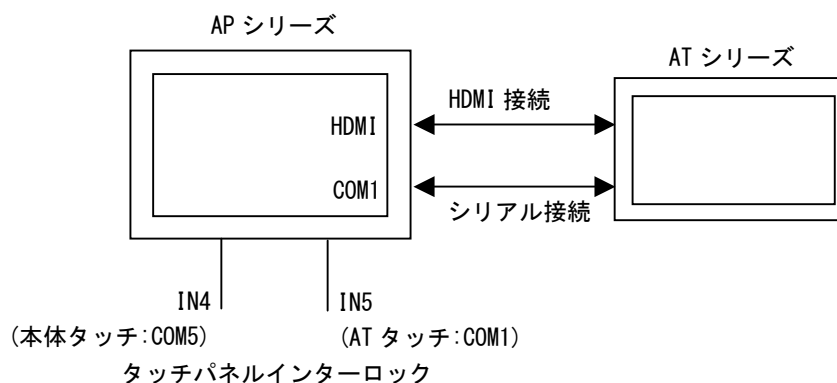 AP シリーズ
AT シリーズ
HDMI
HDMI 接続
COM1
シリアル接続
IN4
IN5
(本体タッチ:COM5)
(AT タッチ:COM1)
タッチパネルインターロック